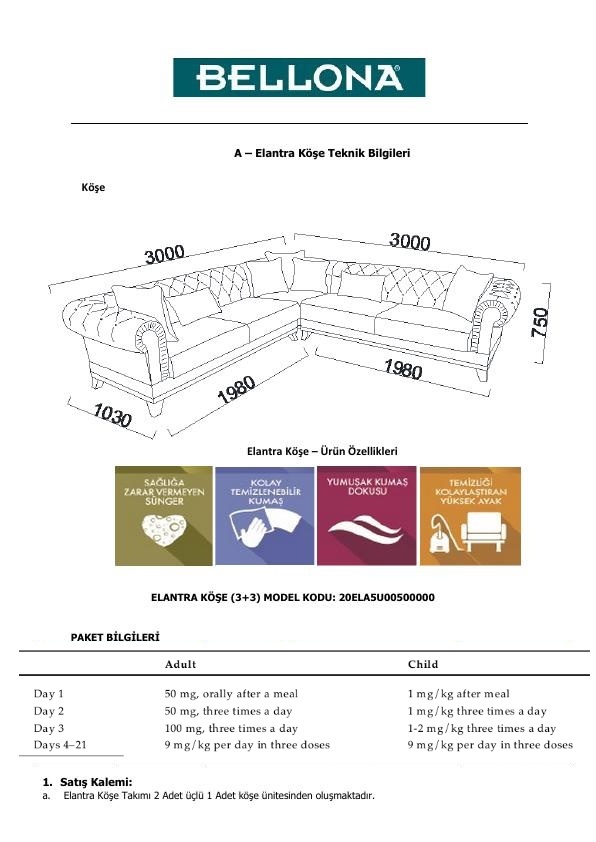 BELLONA®
A – Elantra Köşe Teknik Bilgileri
Köşe
3000
3000
750
1030
1980
1980
Elantra Köşe – Ürün Özellikleri
SAĞLIĞA
ZARAR VERMEYEN
SÜNGER
KOLAY
TEMİZLENEBİLİR
KUMAŞ
YUMUŞAK KUMAŞ
DOKUSU
TEMİZLİĞİ
KOLAYLAŞTIRAN
YÜKSEK AYAK
ELANTRA KÖŞE (3+3) MODEL KODU: 20ELA5U00500000
PAKET BİLGİLERİ
Adult Child
Day 1 50 mg, orally after a meal 1 mg/kg after meal
Day 2 50 mg, three times a day 1 mg/kg three times a day
Day 3 100 mg, three times a day 1-2 mg/kg three times a day
Days 4–21 9 mg/kg per day in three doses 9 mg/kg per day in three doses
1. Satış Kalemi:
a. Elantra Köşe Takımı 2 Adet üçlü 1 Adet köşe ünitesinden oluşmaktadır.